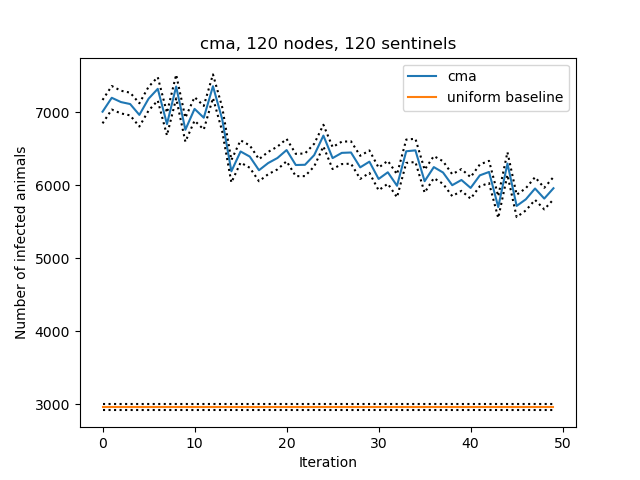 cma, 120 nodes, 120 sentinels
cma
uniform baseline
Number of infected animals
7000
6000
5000
4000
3000
0 10 20 30 40 50
Iteration